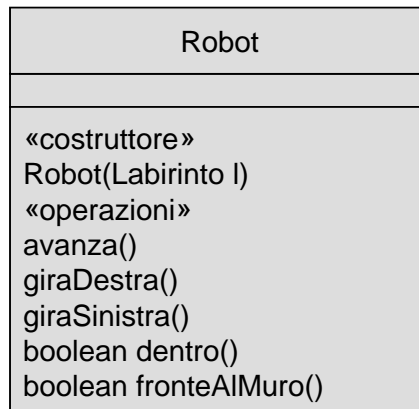 Robot
«costruttore»
Robot(Labirinto l)
«operazioni»
avanza()
giraDestra()
giraSinistra()
boolean dentro()
boolean fronteAlMuro()